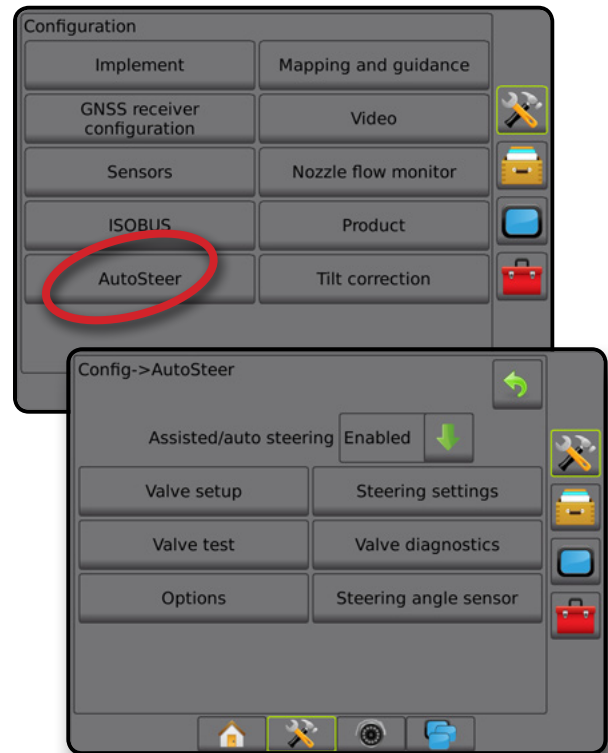 Configuration
Implement
Mapping and guidance
GNSS receiver
configuration
Video
Sensors
Nozzle flow monitor
ISOBUS
Product
AutoSteer
Tilt correction
Config->AutoSteer
Assisted/auto steering Enabled
Valve setup
Steering settings
Valve test
Valve diagnostics
Options
Steering angle sensor